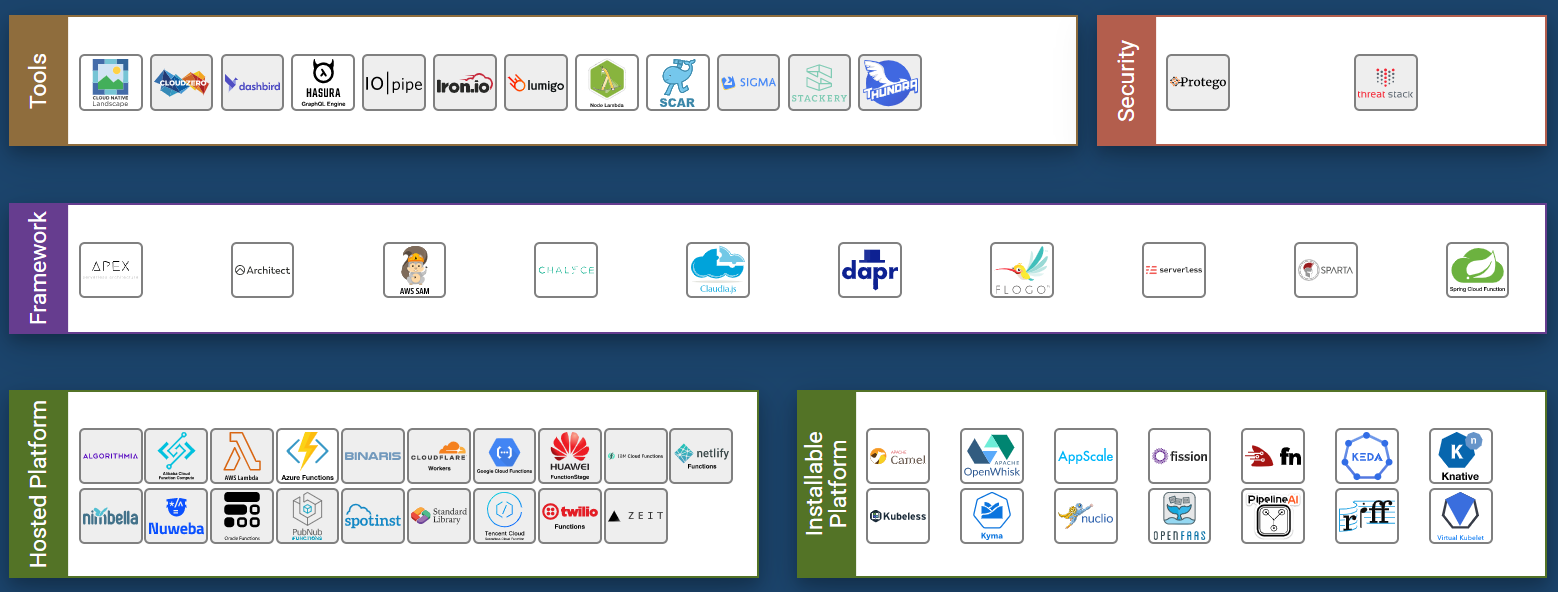 Tools
CLOUD NATIVE
Landscape
CLOUDZERO
dashbird
HASURA
GraphQL Engine
IO|pipe
Iron.io
lumigo
Node Lambda
SCAR
SIGMA
STACKERY
THUNDRA
Security
Protego
threat stack
Framework
APEX
Architect
AWS SAM
CHALICE
Claudia.js
dapr
FLOGO
serverless
SPARTA
Spring Cloud Function
Hosted Platform
ALGORITHMIA
Alibaba Cloud
Function Compute
AWS Lambda
Azure Functions
BINARIS
CLOUDFLARE
Workers
Google Cloud Functions
HUAWEI
FunctionStage
IBM Cloud Functions
netlify
Functions
nimbella
Nuweba
Oracle Functions
PubNub
FUNCTIONS
spotinst
Standard
Library
Tencent Cloud
twilio
Functions
ZEIT
Installable
Platform
APACHE
Camel
APACHE
OpenWhisk
AppScale
fission
fn
KEDA
K n
Knative
Kubeless
Kyma
nuclio
OPENFAAS
PipelineAI
riff
Virtual Kubelet